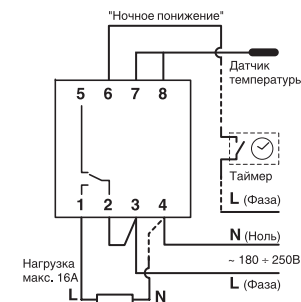 "Ночное понижение"
Датчик
температуры
5 6 7 8
Таймер
L (Фаза)
1 2 3 4
N (Ноль)
~ 180 ÷ 250В
Нагрузка
макс. 16А
L (Фаза)
L N